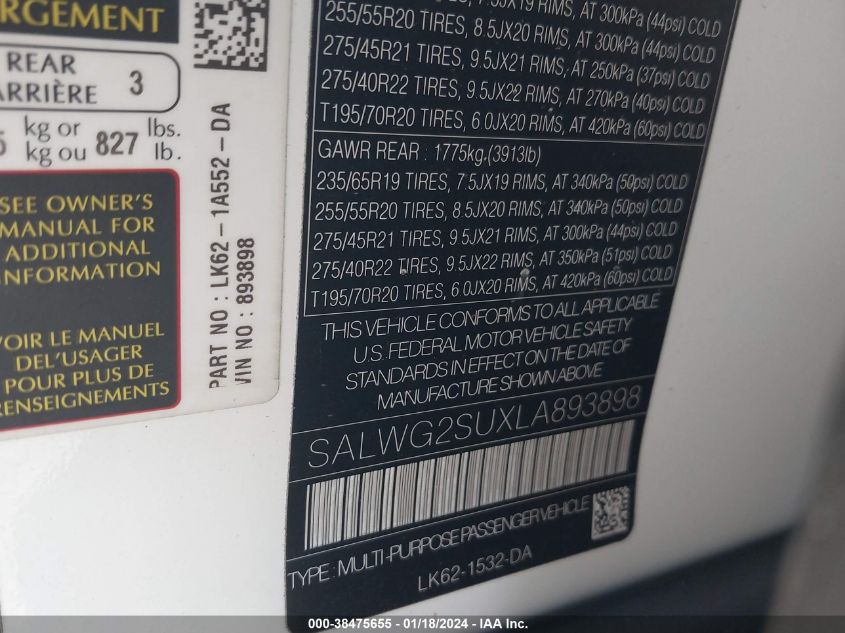 ARGEMENT
REAR
ARRIÈRE 3
kg or
kg ou 827 lbs.
lb.
SEE OWNER'S
MANUAL FOR
ADDITIONAL
INFORMATION
VOIR LE MANUEL
DEL'USAGER
POUR PLUS DE
RENSEIGNEMENTS
PART NO : LK62-1A552-DA
VIN NO : 893898
RIMS, AT 300kPa (44psi) COLD
255/55R20 TIRES, 8.5JX20 RIMS, AT 300kPa (44psi) COLD
275/45R21 TIRES, 9.5JX21 RIMS, AT 250kPa (37psi) COLD
275/40R22 TIRES, 9.5JX22 RIMS, AT 270kPa (40psi) COLD
T195/70R20 TIRES, 6.0JX20 RIMS, AT 420kPa (60psi) COLD
GAWR REAR : 1775kg.(3913lb)
235/65R19 TIRES, 7.5JX19 RIMS, AT 340kPa (50psi) COLD
255/55R20 TIRES, 8.5JX20 RIMS, AT 340kPa (50psi) COLD
275/45R21 TIRES, 9.5JX21 RIMS, AT 300kPa (44psi) COLD
275/40R22 TIRES, 9.5JX22 RIMS, AT 350kPa (51psi) COLD
T195/70R20 TIRES, 6.0JX20 RIMS, AT 420kPa (60psi) COLD
THIS VEHICLE CONFORMS TO ALL APPLICABLE
U.S. FEDERAL MOTOR VEHICLE SAFETY
STANDARDS IN EFFECT ON THE DATE OF
MANUFACTURE SHOWN ABOVE
SALWG2SUXLA893898
TYPE : MULTI-PURPOSE PASSENGER VEHICLE
LK62-1532-DA
000-38475655 - 01/18/2024 - IAA Inc.